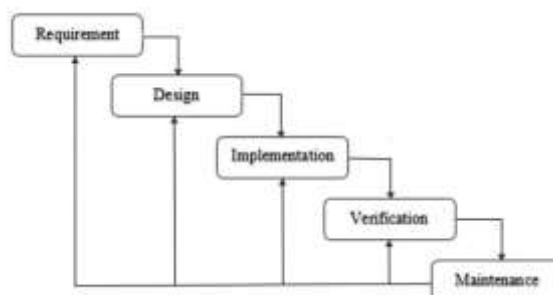 Requirement
Design
Implementation
Verification
Maintenance